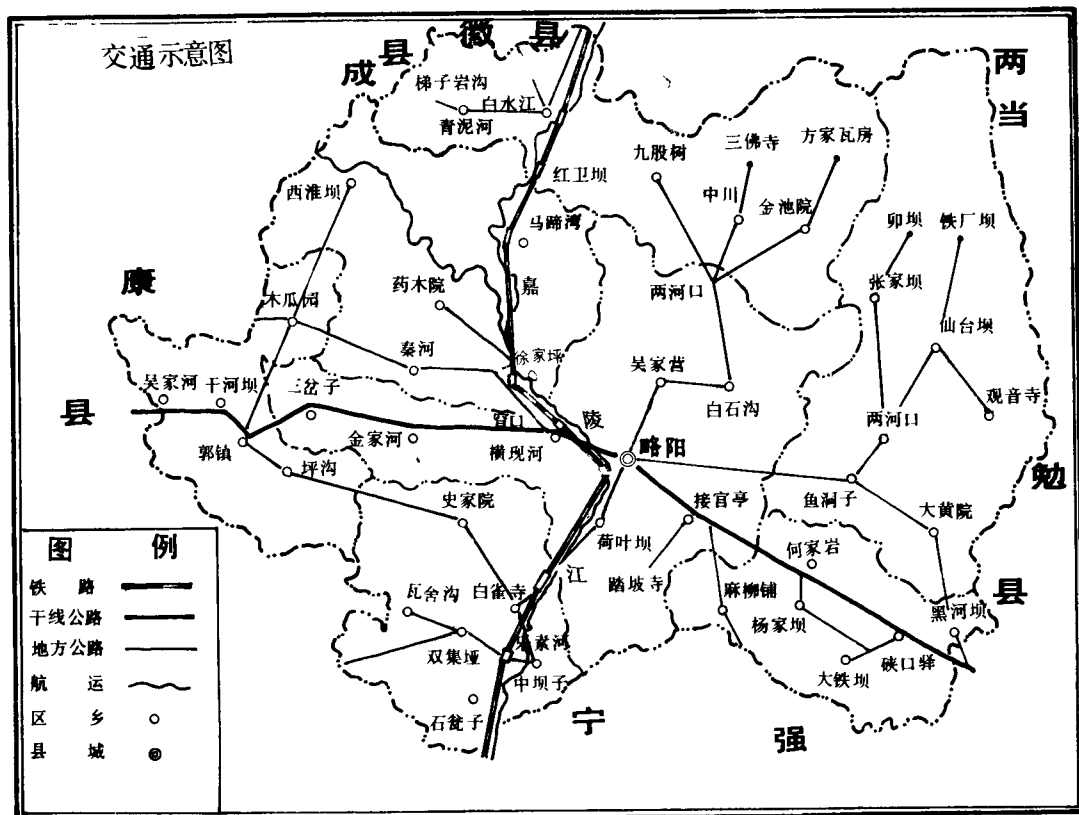 交通示意图
成县
徽县
两当
康县
勉县
宁强
梯子岩沟
白水江
青泥河
西淮坝
红卫坝
马蹄湾
九股树
三佛寺
方家瓦房
中川
金池院
卯坝
铁厂坝
张家坝
仙台坝
观音寺
两河口
两河口
木瓜园
药木院
秦河
徐家坪
嘉
陵
江
吴家营
白石沟
吴家河
干河坝
三岔子
金家河
郭镇
坪沟
横现河
略阳
史家院
荷叶坝
接官亭
踏坡寺
鱼洞子
大黄院
何家岩
麻柳铺
杨家坝
黑河坝
硖口驿
大铁坝
瓦舍沟
白雀寺
双集垭
乐素河
中坝子
石瓮子
图例
铁路
干线公路
地方公路
航运
区乡
县城